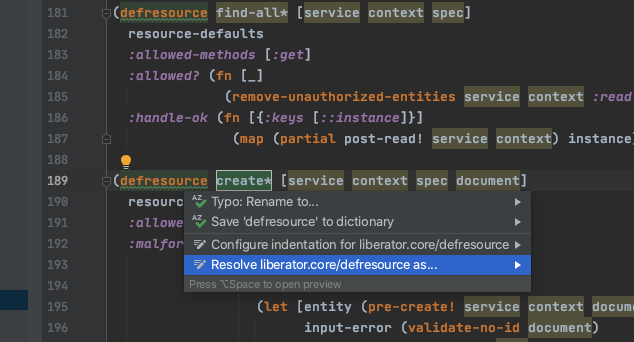 181 (defresource find-all* [service context spec]
182 resource-defaults
183 :allowed-methods [:get]
184 :allowed? (fn [_]
185 (remove-unauthorized-entities service context :read
186 :handle-ok (fn [{:keys [::instance]}]
187 (map (partial post-read! service context) instance)
188
189 (defresource create* [service context spec document]
190 resourc
AZ Typo: Rename to...
191 :allowe
AZ Save 'defresource' to dictionary
192 :malfor
Configure indentation for liberator.core/defresource
193
Resolve liberator.core/defresource as...
194
Press ⌥Space to open preview
195 (let [entity (pre-create! service context docume
196 input-error (validate-no-id document)